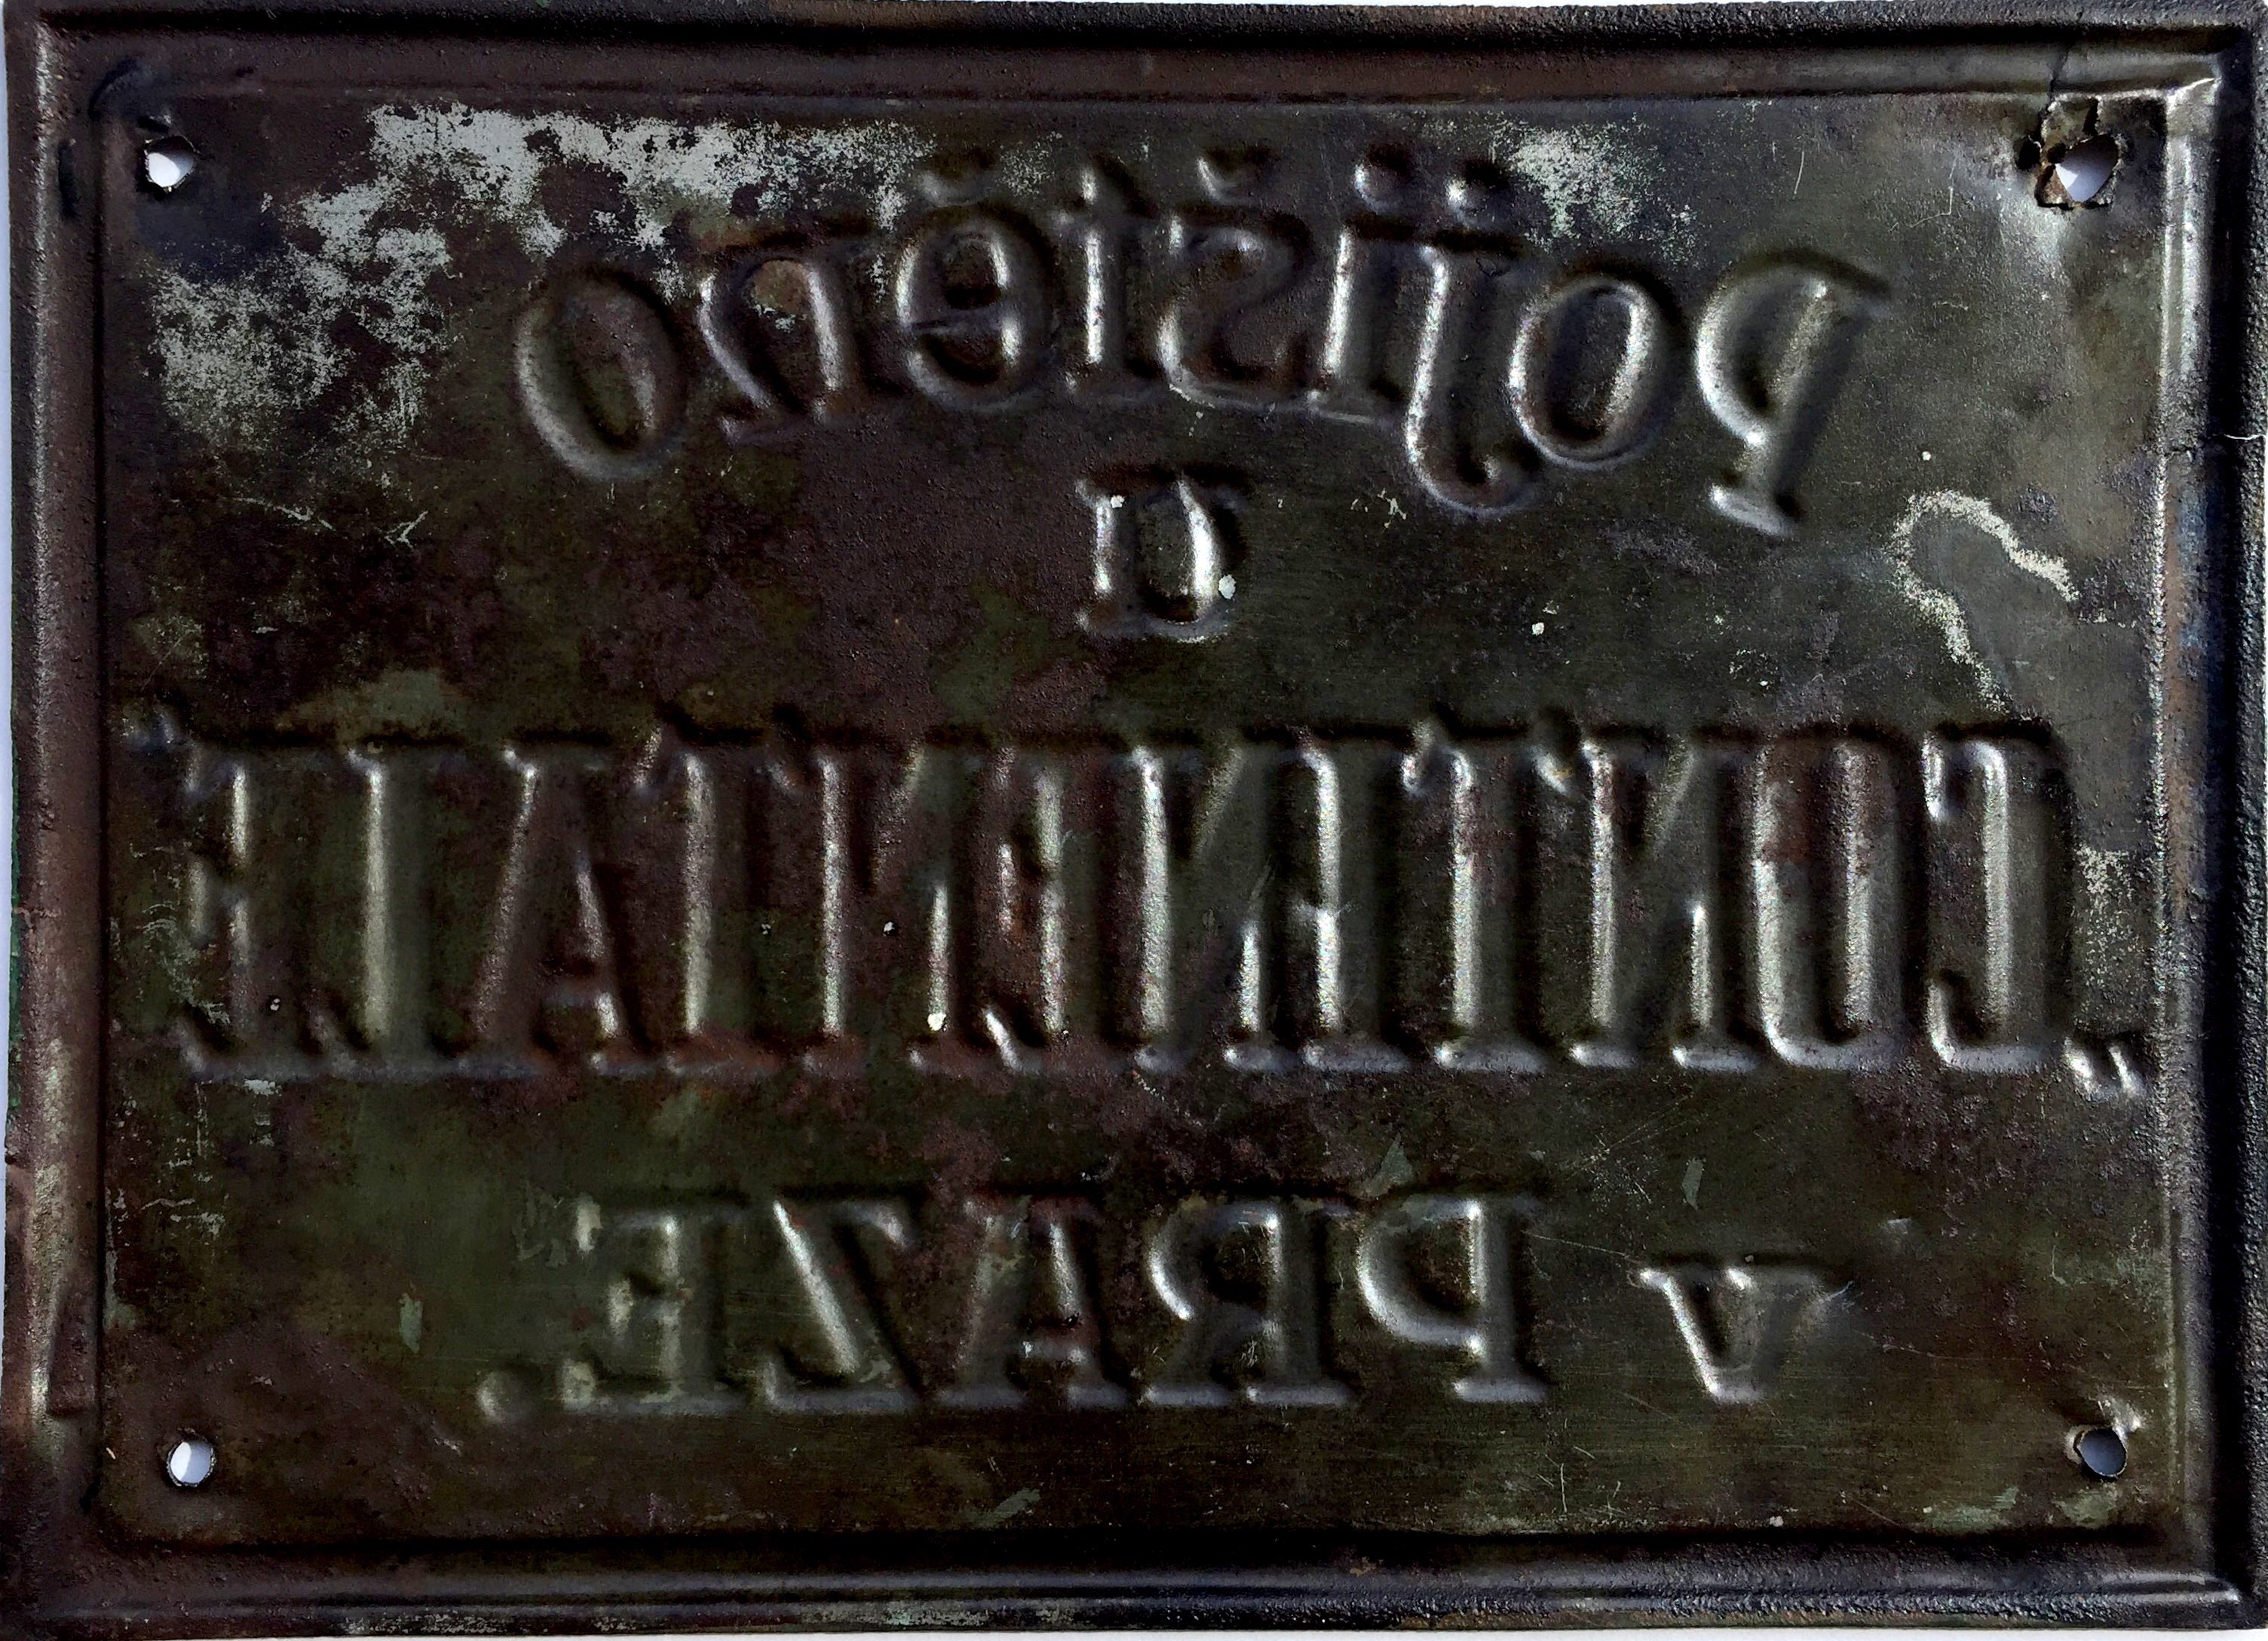 Pojištěno
u
„CONTINENTALE“
v PRAZE.